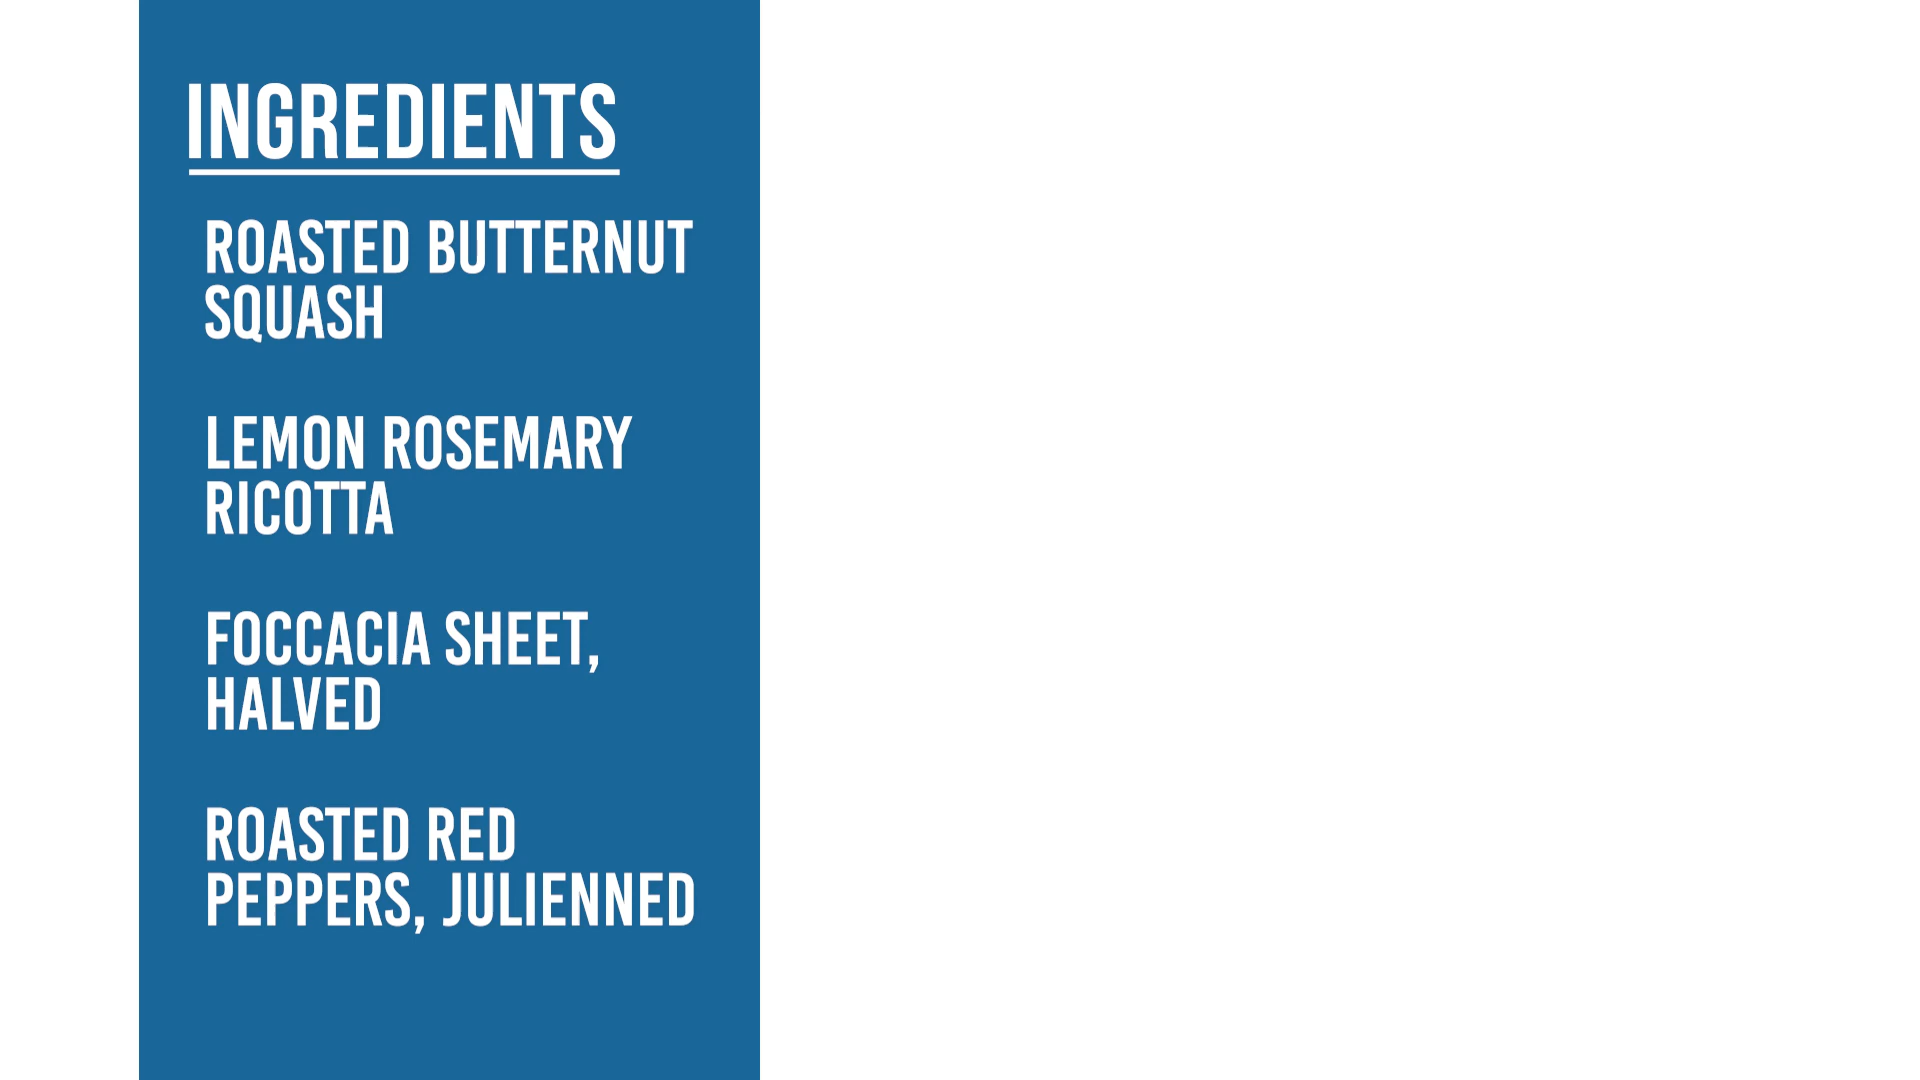 INGREDIENTS
ROASTED BUTTERNUT
SQUASH
LEMON ROSEMARY
RICOTTA
FOCCACIA SHEET,
HALVED
ROASTED RED
PEPPERS, JULIENNED